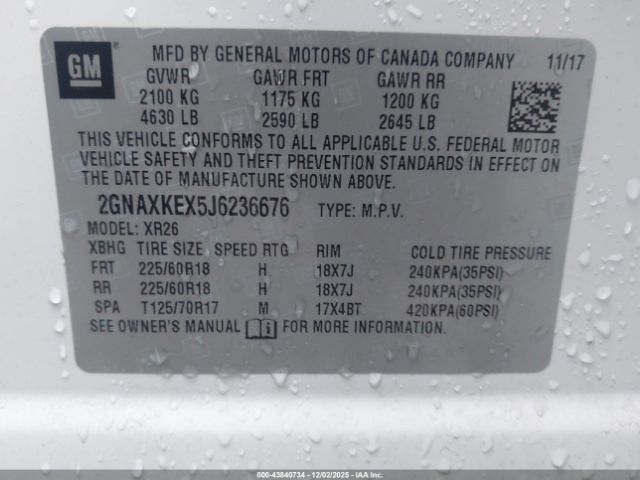 GM
MFD BY GENERAL MOTORS OF CANADA COMPANY 11/17
GVWR GAWR FRT GAWR RR
2100 KG 1175 KG 1200 KG
4630 LB 2590 LB 2645 LB
THIS VEHICLE CONFORMS TO ALL APPLICABLE U.S. FEDERAL MOTOR
VEHICLE SAFETY AND THEFT PREVENTION STANDARDS IN EFFECT ON
THE DATE OF MANUFACTURE SHOWN ABOVE.
2GNAXKEX5J6236676 TYPE: M.P.V.
MODEL: XR26
XBHG TIRE SIZE SPEED RTG RIM COLD TIRE PRESSURE
FRT 225/60R18 H 18X7J 240KPA(35PSI)
RR 225/60R18 H 18X7J 240KPA(35PSI)
SPA T125/70R17 M 17X4BT 420KPA(60PSI)
SEE OWNER'S MANUAL FOR MORE INFORMATION.
000-43840734 - 12/02/2025 - IAAI.COM